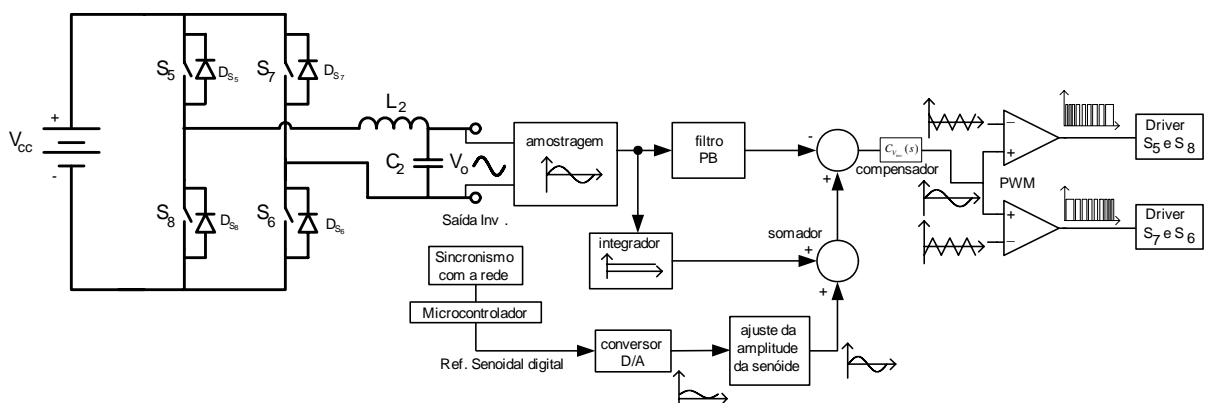 +
Vcc
-
S5
DS5
S7
DS7
S8
DS8
S6
DS6
L2
C2
Vo
Saída Inv .
amostragem
filtro
PB
integrador
-
+
somador
+
+
CVinv(s)
compensador
PWM
−
+
+
−
Driver
S5 e S8
Driver
S7 e S6
Sincronismo
com a rede
Microcontrolador
Ref. Senoidal digital
conversor
D/A
ajuste da
amplitude
da senóide